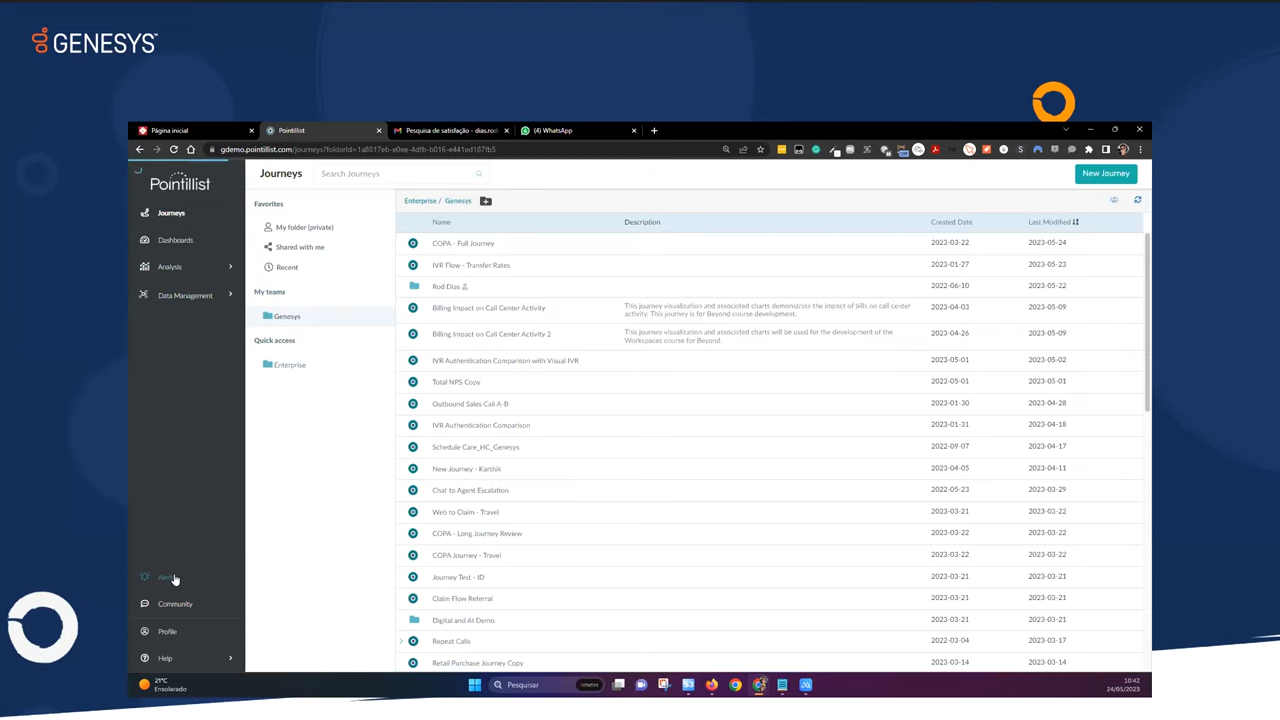 GENESYS
Página inicial
Pointillist
Pesquisa de satisfação - dias.rod
(4) WhatsApp
gdemo.pointillist.com/journeys?folderId=1a8817eb-e0ee-4dfb-b016-e441ed187fb5
Pointillist
Journeys
Dashboards
Analysis
Data Management
Alerts
Community
Profile
Help
Journeys
Search Journeys
New Journey
Favorites
My folder (private)
Shared with me
Recent
My teams
Genesys
Quick access
Enterprise
Enterprise / Genesys
Name Description Created Date Last Modified
COPA - Full Journey 2023-03-22 2023-05-24
IVR Flow - Transfer Rates 2023-01-27 2023-05-23
Rod Dias 2022-06-10 2023-05-22
Billing Impact on Call Center Activity This journey visualization and associated charts demonstrate the impact of bills on call center 2023-04-03 2023-05-09
activity. This journey is for Beyond course development.
Billing Impact on Call Center Activity 2 This journey visualization and associated charts will be used for the development of the 2023-04-26 2023-05-09
Workspaces course for Beyond
IVR Authentication Comparison with Visual IVR 2023-05-01 2023-05-02
Total NPS Copy 2023-05-01 2023-05-01
Outbound Sales Call A-B 2023-01-30 2023-04-28
IVR Authentication Comparison 2023-01-31 2023-04-18
Schedule Care_HC_Genesys 2022-09-07 2023-04-17
New Journey - Karthik 2023-04-05 2023-04-11
Chat to Agent Escalation 2022-05-23 2023-03-29
Web to Claim - Travel 2023-03-21 2023-03-22
COPA - Long Journey Review 2023-03-22 2023-03-22
COPA Journey - Travel 2023-03-22 2023-03-22
Journey Test - ID 2023-03-21 2023-03-21
Claim Flow Referral 2023-03-21 2023-03-21
Digital and AI Demo 2023-03-21 2023-03-21
Repeat Calls 2022-03-04 2023-03-17
Retail Purchase Journey Copy 2023-03-14 2023-03-14
21°C
Ensolarado
Pesquisar
10:42
24/05/2023